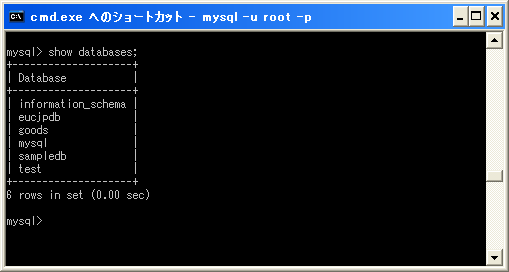 cmd.exe へのショートカット - mysql -u root -p
mysql> show databases;
+--------------------+
| Database           |
+--------------------+
| information_schema |
| eucjpdb            |
| goods              |
| mysql              |
| sampledb           |
| test               |
+--------------------+
6 rows in set (0.00 sec)
mysql>